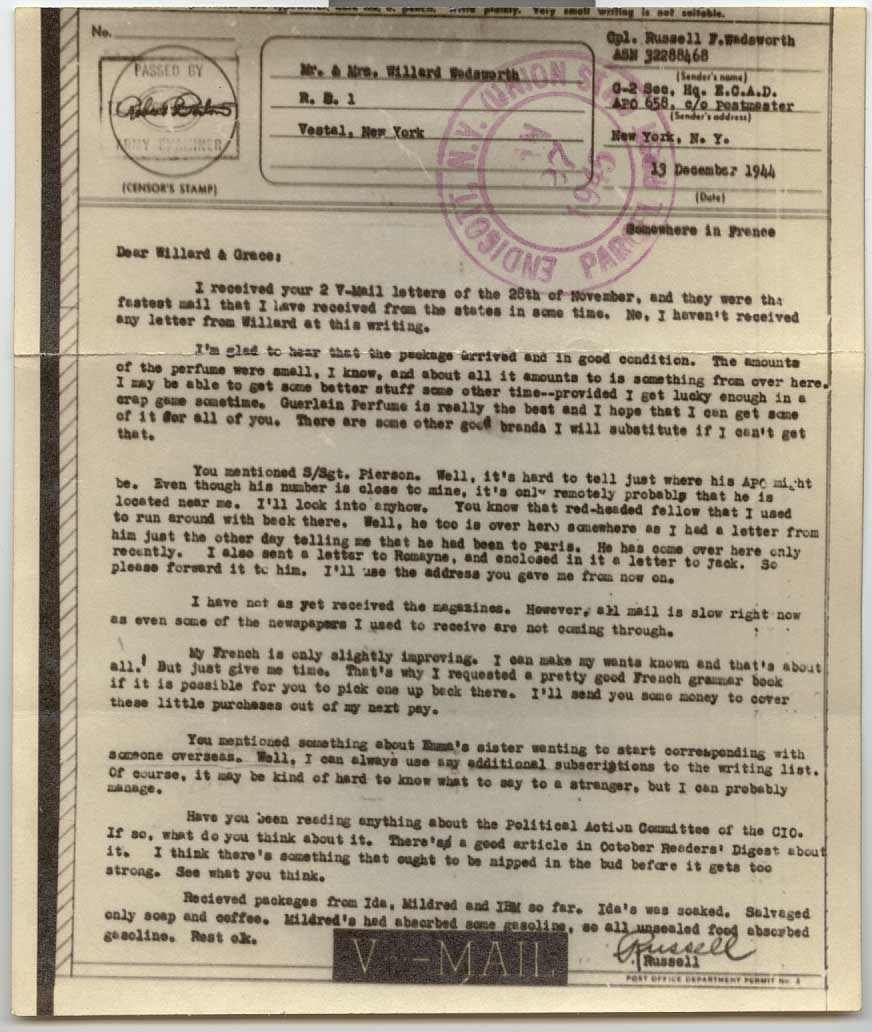 Write plainly. Very small writing is not suitable.
No.
PASSED BY
ARMY EXAMINER
(CENSOR'S STAMP)
Mr. & Mrs. Willard Wadsworth
R. D. 1
Vestal, New York
Cpl. Russell F.Wadsworth
ASN 32288468
(Sender's name)
G-2 Sec, Hq. E.C.A.D.
APO 658, c/o Postmaster
(Sender's address)
New York, N. Y.
13 December 1944
(Date)
ENDICOTT, N.Y. (UNION STA.) PARCEL
Somewhere in France
Dear Willard & Grace:
I received your 2 V-Mail letters of the 28th of November, and they were the
fastest mail that I have received from the states in some time. No, I haven't received
any letter from Willard at this writing.
I'm glad to hear that the package arrived and in good condition. The amounts
of the perfume were small, I know, and about all it amounts to is something from over here.
I may be able to get some better stuff some other time--provided I get lucky enough in a
crap game sometime. Guerlain Perfume is really the best and I hope that I can get some
of it for all of you. There are some other good brands I will substitute if I can't get
that.
You mentioned S/Sgt. Pierson. Well, it's hard to tell just where his APO might
be. Even though his number is close to mine, it's only remotely probable that he is
located near me. I'll look into anyhow. You know that red-headed fellow that I used
to run around with back there. Well, he too is over here somewhere as I had a letter from
him just the other day telling me that he had been to Paris. He has come over here only
recently. I also sent a letter to Romayne, and enclosed in it a letter to Jack. So
please forward it to him. I'll use the address you gave me from now on.
I have not as yet received the magazines. However, all mail is slow right now
as even some of the newspapers I used to receive are not coming through.
My French is only slightly improving. I can make my wants known and that's about
all. But just give me time. That's why I requested a pretty good French grammar book
if it is possible for you to pick one up back there. I'll send you some money to cover
these little purchases out of my next pay.
You mentioned something about Emma's sister wanting to start corresponding with
someone overseas. Well, I can always use any additional subscriptions to the writing list.
Of course, it may be kind of hard to know what to say to a stranger, but I can probably
manage.
Have you been reading anything about the Political Action Committee of the CIO.
If so, what do you think about it. There's a good article in October Readers' Digest about
it. I think there's something that ought to be nipped in the bud before it gets too
strong. See what you think.
Recieved packages from Ida, Mildred and IBM so far. Ida's was soaked. Salvaged
only soap and coffee. Mildred's had absorbed some gasoline, so all unsealed food absorbed
gasoline. Rest ok.
Russell
Russell
V···-MAIL
POST OFFICE DEPARTMENT PERMIT No. 3